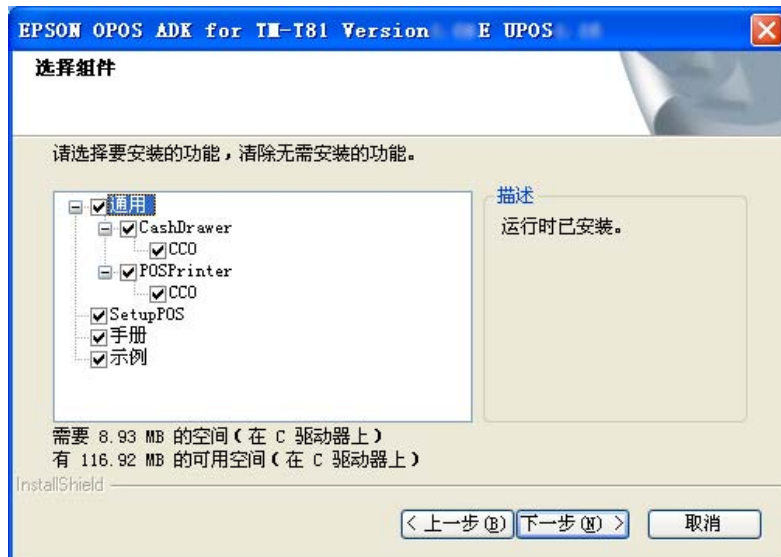 EPSON OPOS ADK for TM-T81 Version E UPOS
选择组件
请选择要安装的功能，清除无需安装的功能。
通用
CashDrawer
CCO
POSPrinter
CCO
SetupPOS
手册
示例
描述
运行时已安装。
需要 8.93 MB 的空间(在 C 驱动器上)
有 116.92 MB 的可用空间(在 C 驱动器上)
InstallShield
< 上一步(B)
下一步(N) >
取消